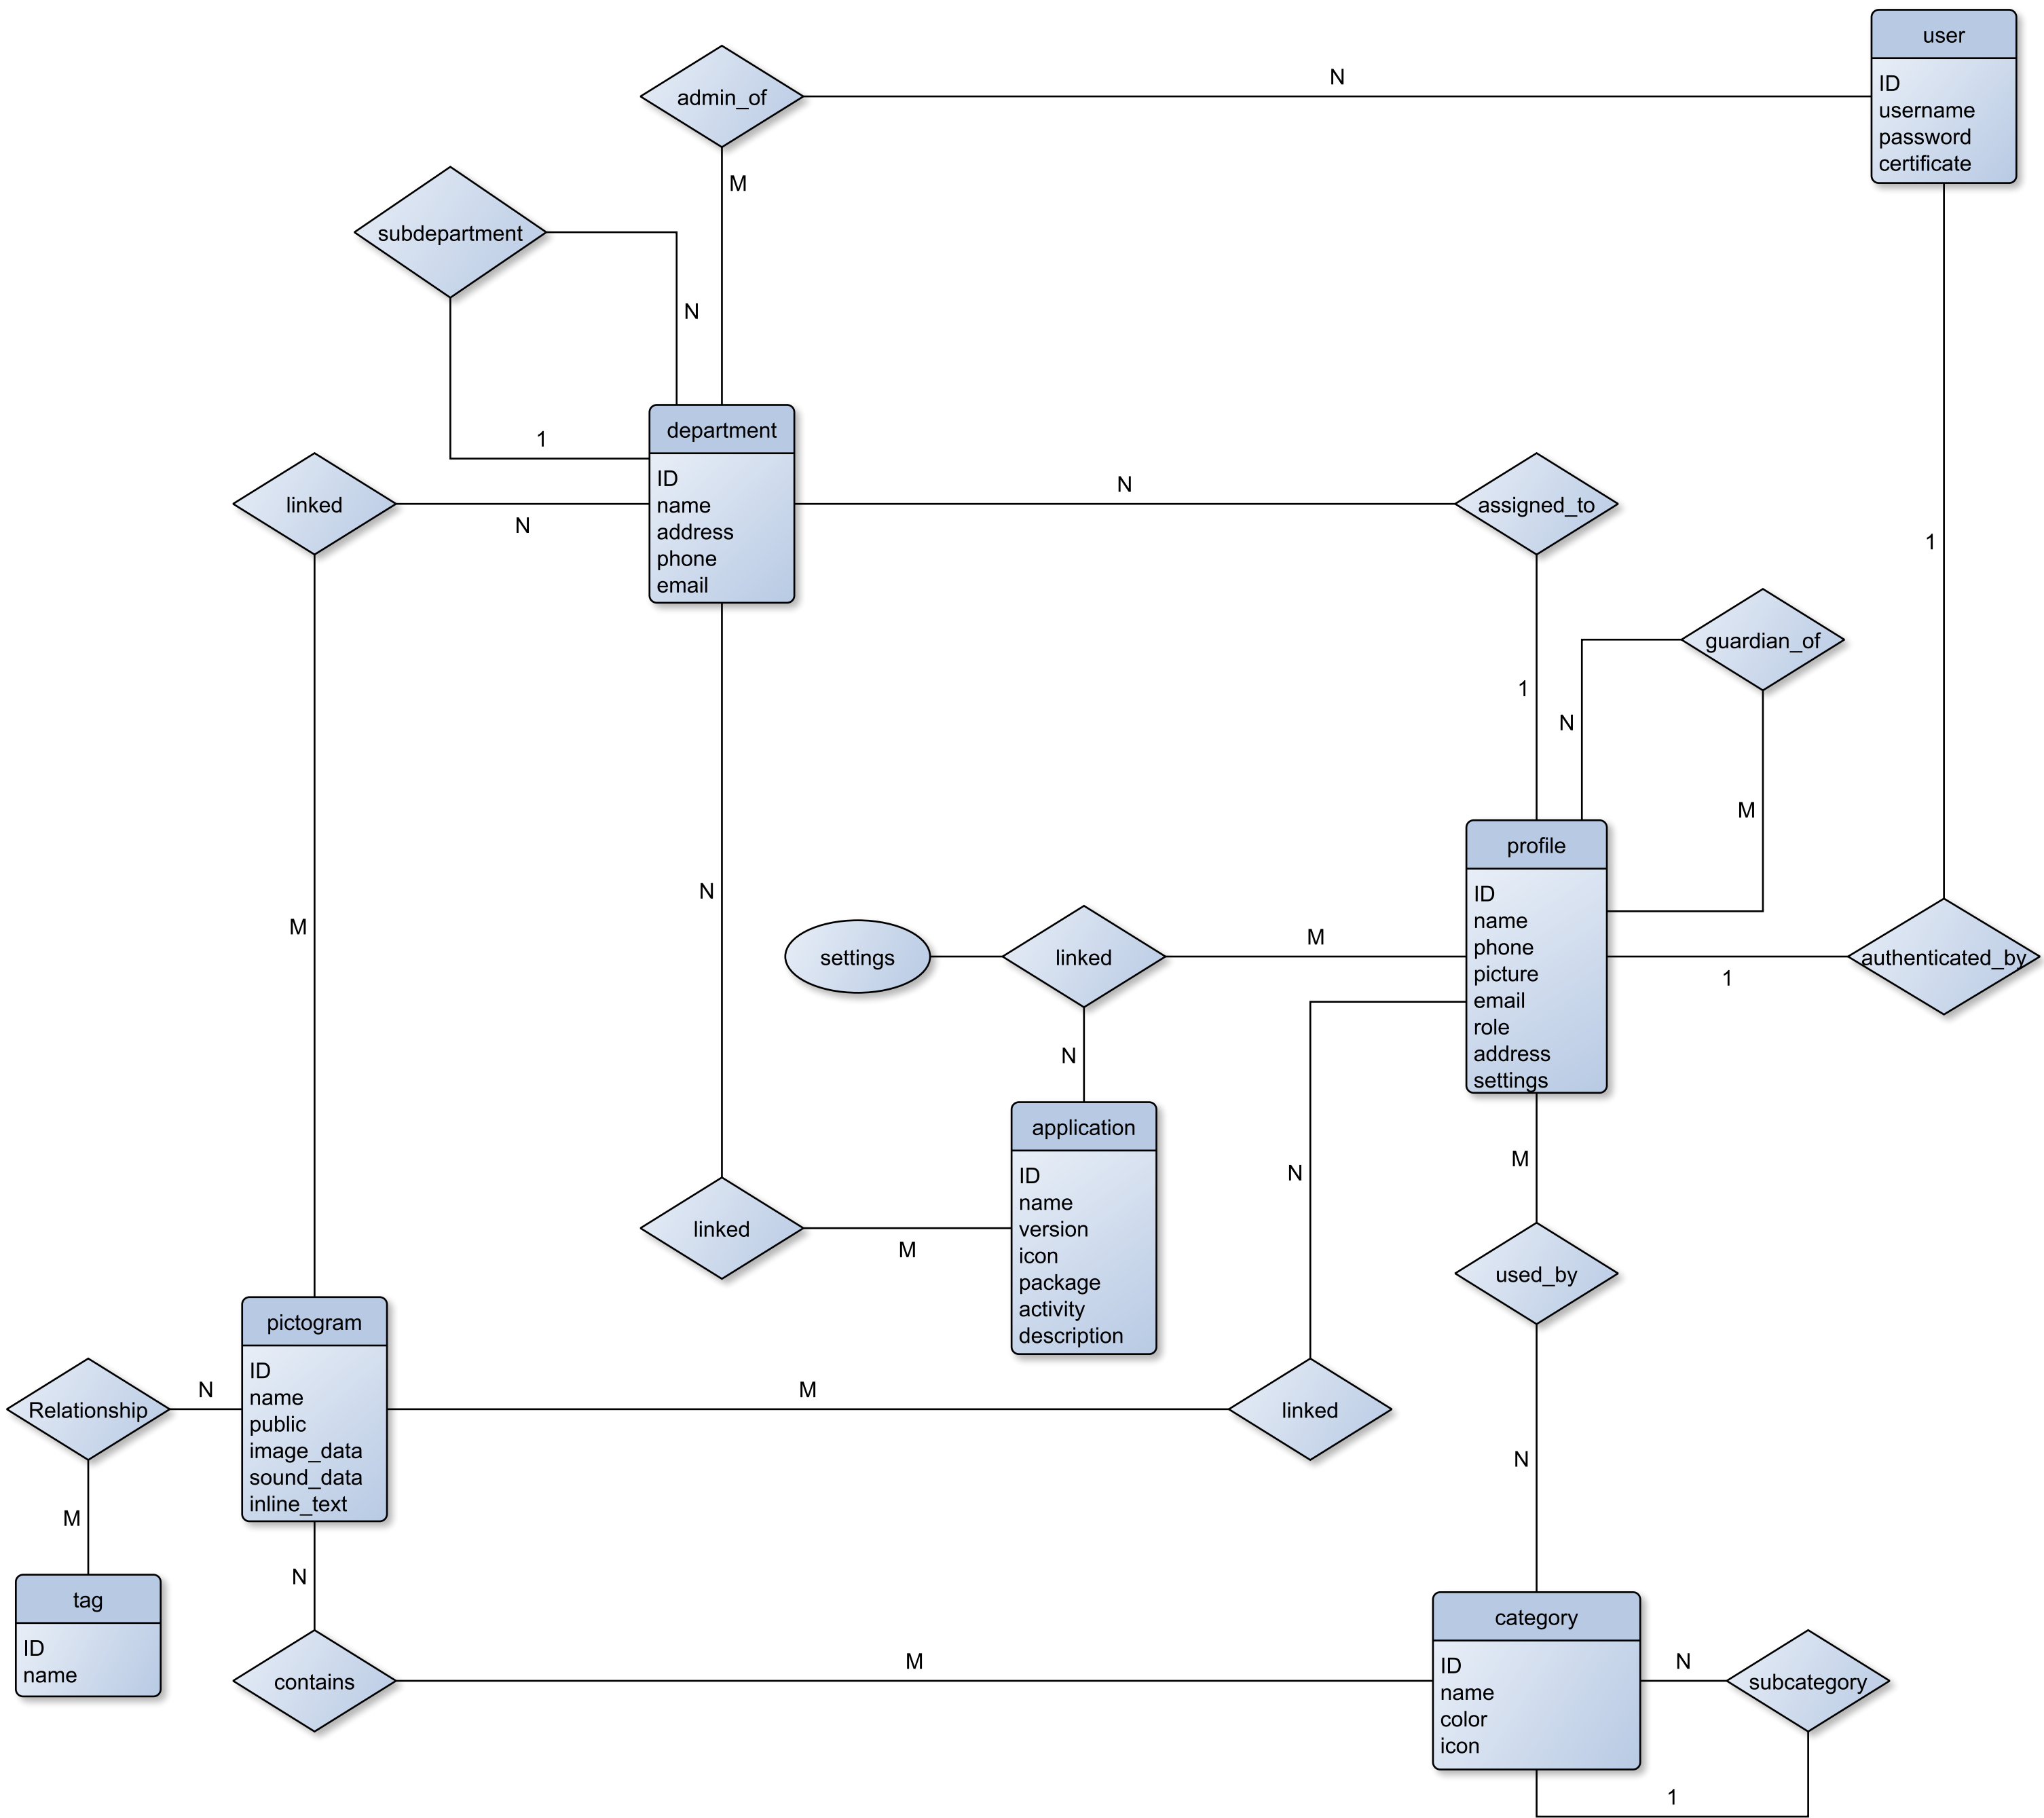 user
ID
username
password
certificate
N
admin_of
M
subdepartment
N
1
department
ID
name
address
phone
email
linked
N
N
assigned_to
1
1
guardian_of
N
M
M
N
profile
ID
name
phone
picture
email
role
address
settings
settings
linked
M
1
authenticated_by
N
application
ID
name
version
icon
package
activity
description
linked
M
N
M
used_by
N
pictogram
ID
name
public
image_data
sound_data
inline_text
Relationship
N
M
linked
M
N
tag
ID
name
contains
M
category
ID
name
color
icon
N
subcategory
1